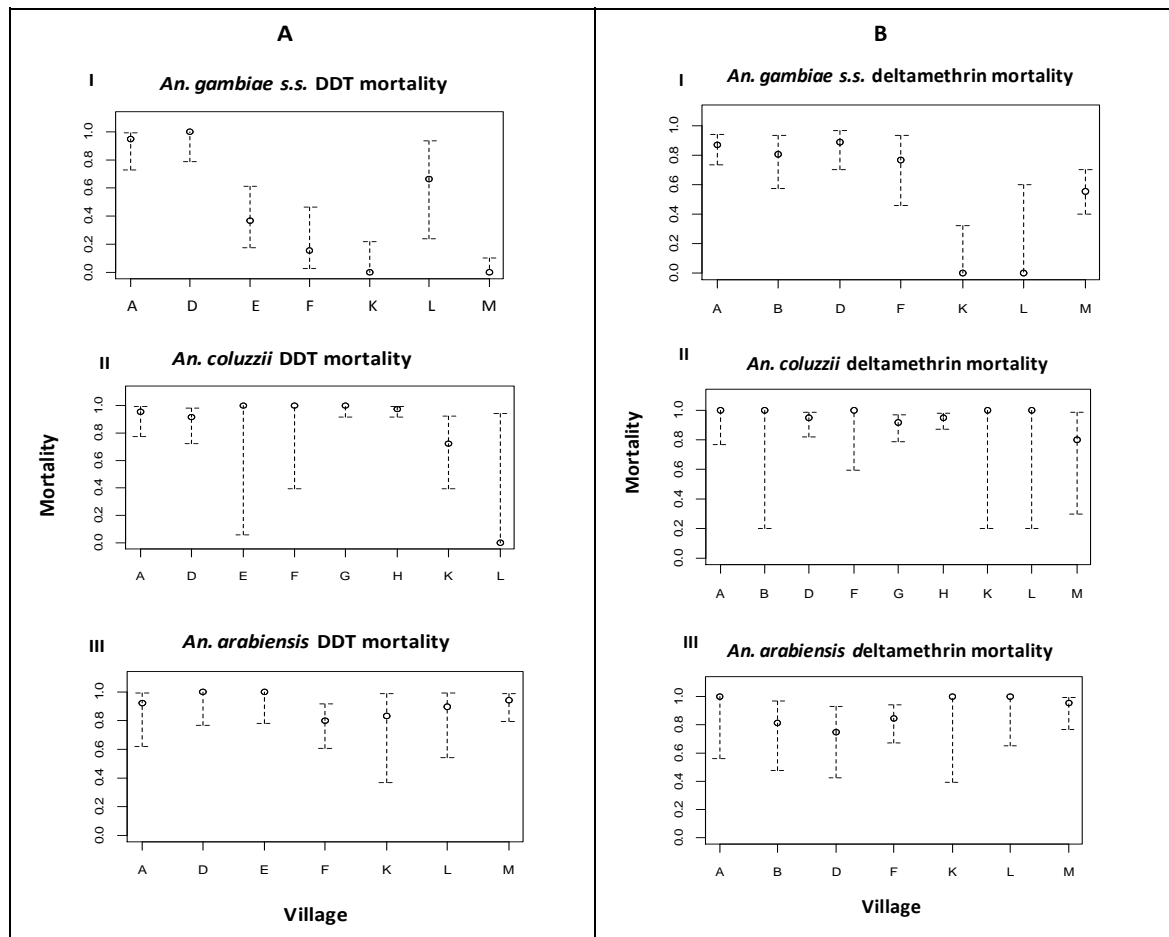 A
I
An. gambiae s.s. DDT mortality
0.0 0.2 0.4 0.6 0.8 1.0
A D E F K L M
II
An. coluzzii DDT mortality
0.0 0.2 0.4 0.6 0.8 1.0
Mortality
A D E F G H K L
III
An. arabiensis DDT mortality
0.0 0.2 0.4 0.6 0.8 1.0
A D E F K L M
Village
B
I
An. gambiae s.s. deltamethrin mortality
0.0 0.2 0.4 0.6 0.8 1.0
A B D F K L M
II
An. coluzzii deltamethrin mortality
0.0 0.2 0.4 0.6 0.8 1.0
Mortality
A B D F G H K L M
III
An. arabiensis deltamethrin mortality
0.0 0.2 0.4 0.6 0.8 1.0
A B D F K L M
Village